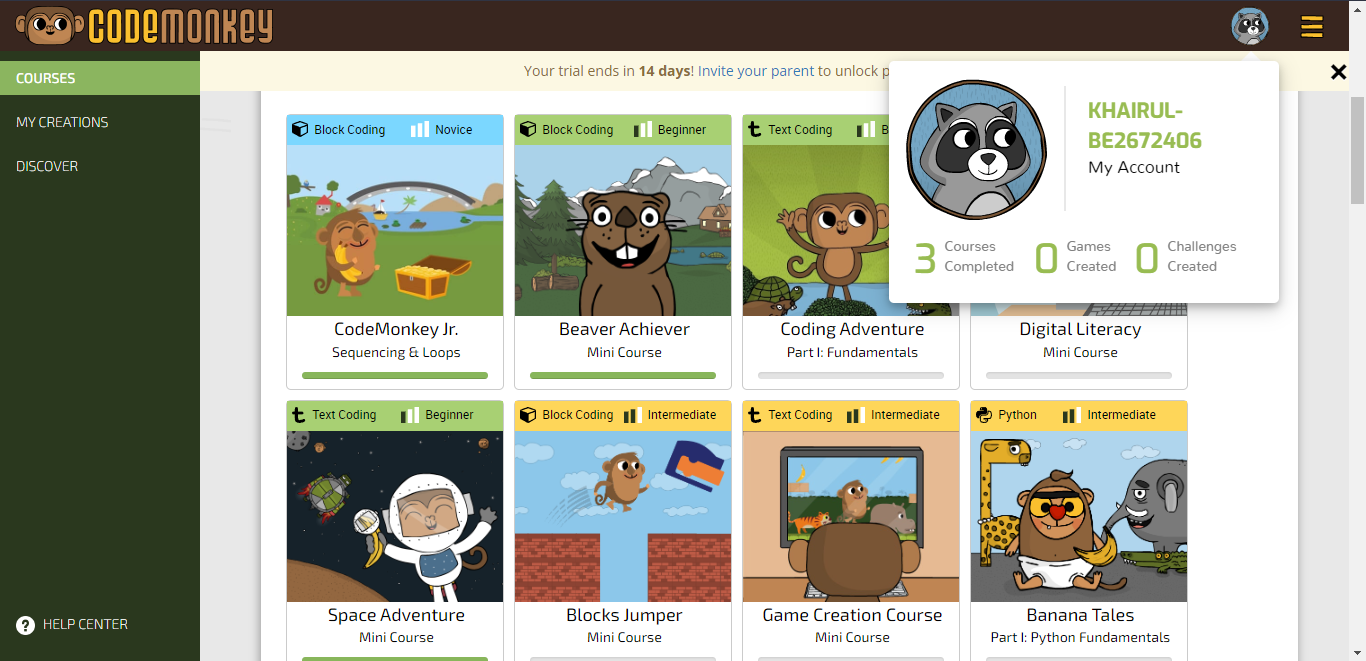 CODEMONKEY
COURSES
MY CREATIONS
DISCOVER
HELP CENTER
Your trial ends in 14 days! Invite your parent to unlock
KHAIRUL-
BE2672406
My Account
3 Courses Completed
0 Games Created
0 Challenges Created
Block Coding Novice
CodeMonkey Jr.
Sequencing & Loops
Block Coding Beginner
Beaver Achiever
Mini Course
Text Coding
Coding Adventure
Part I: Fundamentals
Digital Literacy
Mini Course
Text Coding Beginner
Space Adventure
Mini Course
Block Coding Intermediate
Blocks Jumper
Mini Course
Text Coding Intermediate
Game Creation Course
Mini Course
Python Intermediate
Banana Tales
Part I: Python Fundamentals